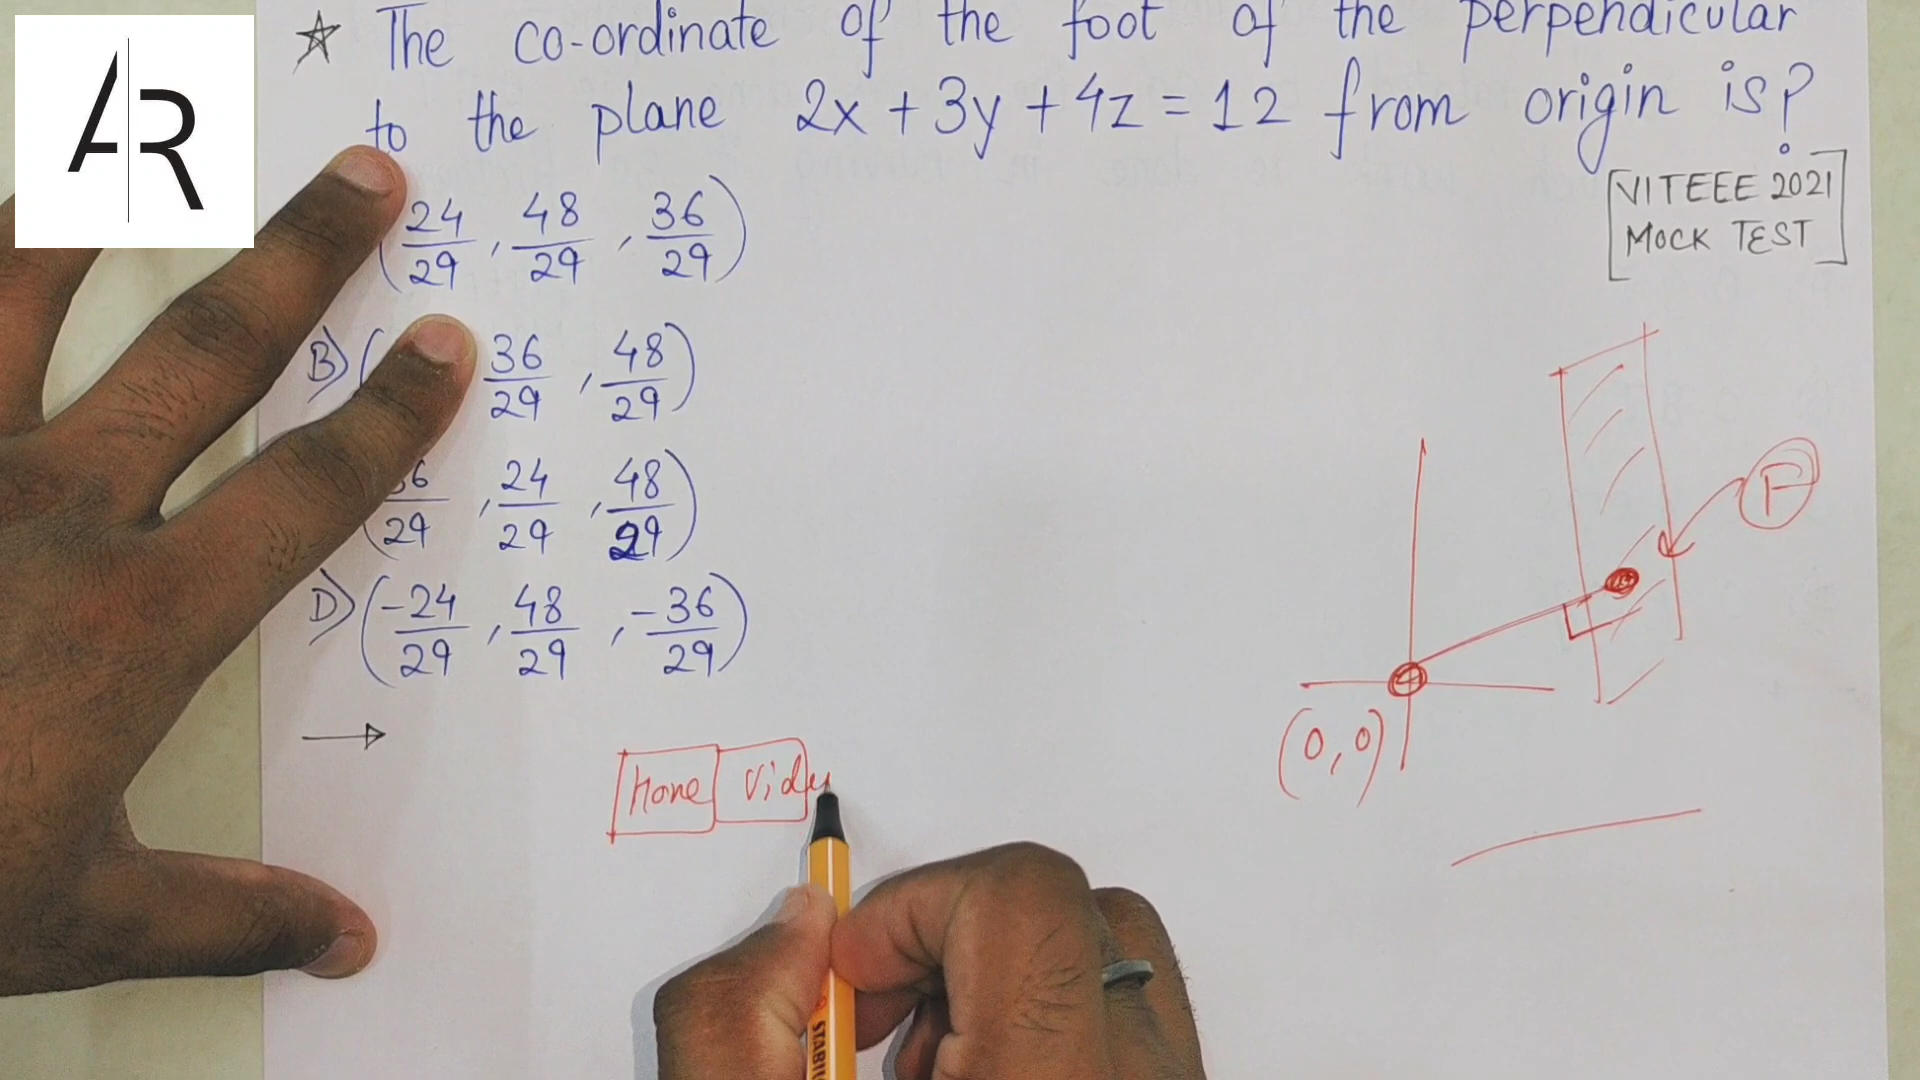 AR
☆ The co-ordinate of the foot of the perpendicular
to the plane 2x + 3y + 4z = 12 from origin is?
[VITEEE 2021
MOCK TEST]
(24/29, 48/29, 36/29)
B) ( 36/29, 48/29)
( 6/29, 24/29, 48/29)
D) (-24/29, 48/29, -36/29)
F
(0,0)
→
Home
STABIL